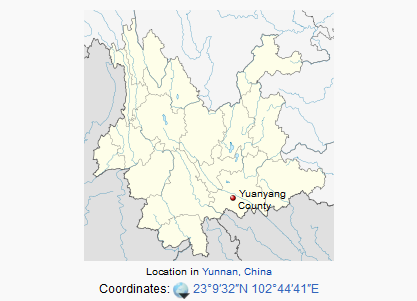 Yuanyang
County
Location in Yunnan, China
Coordinates: 23°9′32″N 102°44′41″E